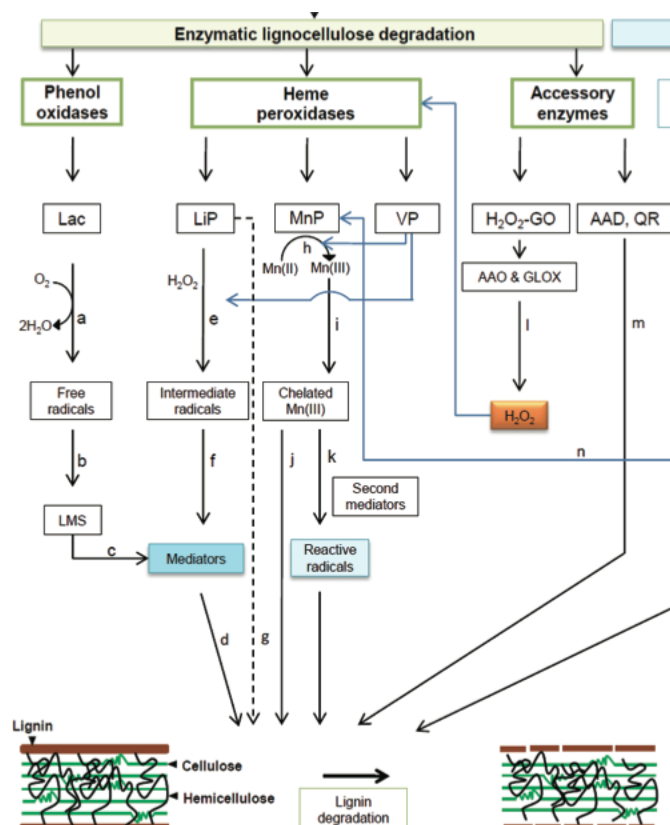 Enzymatic lignocellulose degradation
Phenol
oxidases
Heme
peroxidases
Accessory
enzymes
Lac
LiP
MnP
VP
H₂O₂-GO
AAD, QR
h
Mn(II)
Mn(III)
AAO & GLOX
O₂
2H₂O
a
H₂O₂
e
i
l
m
Free
radicals
Intermediate
radicals
Chelated
Mn(III)
H₂O₂
b
f
j
k
n
Second
mediators
LMS
c
Mediators
Reactive
radicals
d
g
Lignin
Cellulose
Hemicellulose
Lignin
degradation